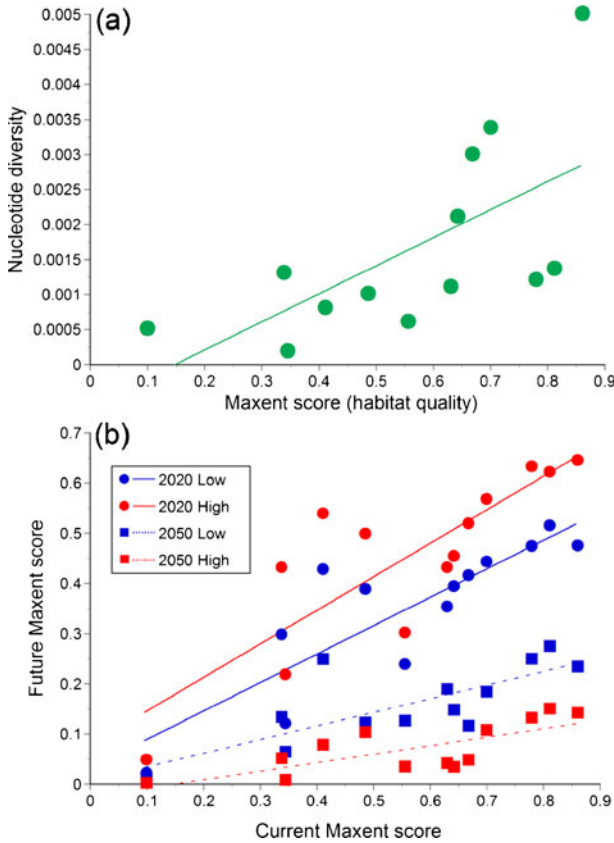 (a)
Nucleotide diversity
0.005
0.0045
0.004
0.0035
0.003
0.0025
0.002
0.0015
0.001
0.0005
0
0 0.1 0.2 0.3 0.4 0.5 0.6 0.7 0.8 0.9
Maxent score (habitat quality)
(b)
Future Maxent score
0.7
0.6
0.5
0.4
0.3
0.2
0.1
0
2020 Low
2020 High
2050 Low
2050 High
0 0.1 0.2 0.3 0.4 0.5 0.6 0.7 0.8 0.9
Current Maxent score